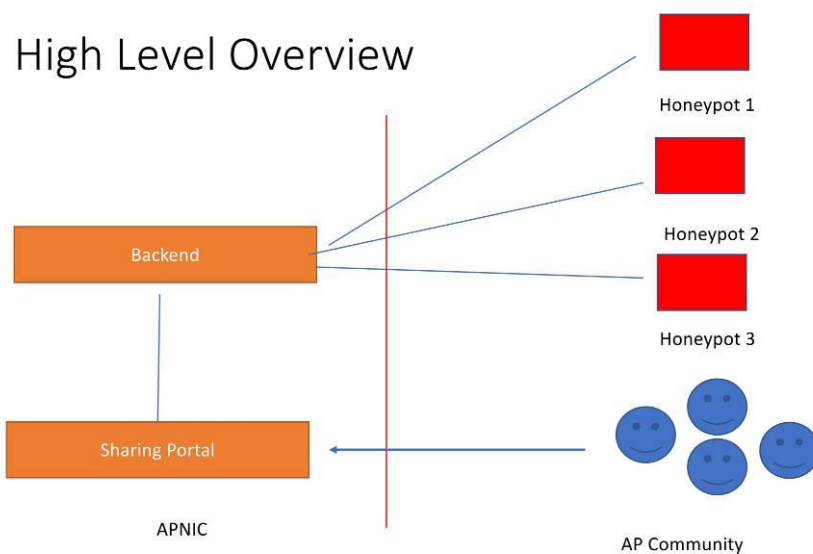 High Level Overview
Honeypot 1
Backend
Honeypot 2
Honeypot 3
Sharing Portal
APNIC
AP Community